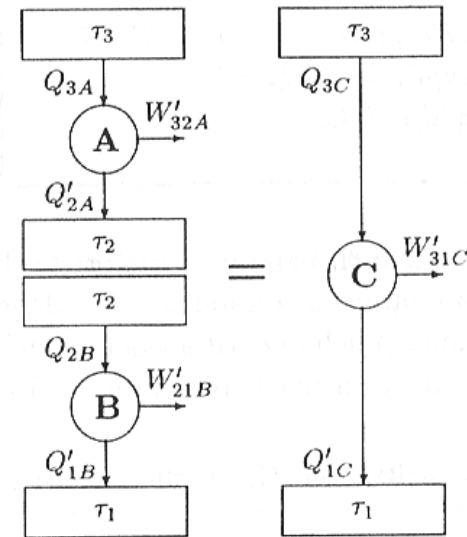 τ₃
Q₃A
A
W′₃₂A
Q′₂A
τ₂
τ₂
Q₂B
B
W′₂₁B
Q′₁B
τ₁
=
τ₃
Q₃C
C
W′₃₁C
Q′₁C
τ₁